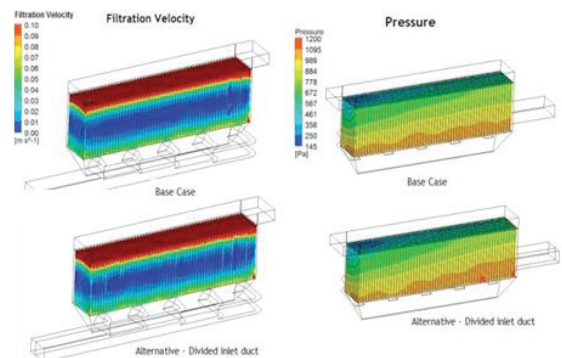 Filtration Velocity
Filtration Velocity
0.10
0.09
0.08
0.07
0.06
0.05
0.04
0.03
0.02
0.01
0.00
[m s^-1]
Base Case
Pressure
Pressure
1200
1095
989
884
778
672
567
461
356
250
145
[Pa]
Base Case
Alternative - Divided inlet duct
Alternative - Divided inlet duct